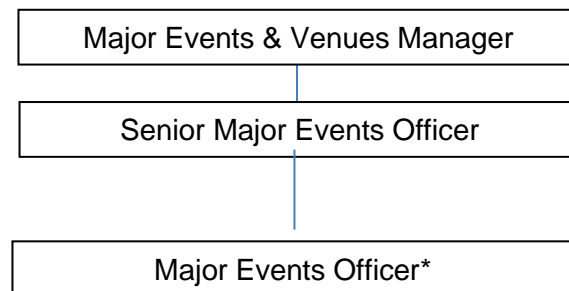 Major Events & Venues Manager
Senior Major Events Officer
Major Events Officer*